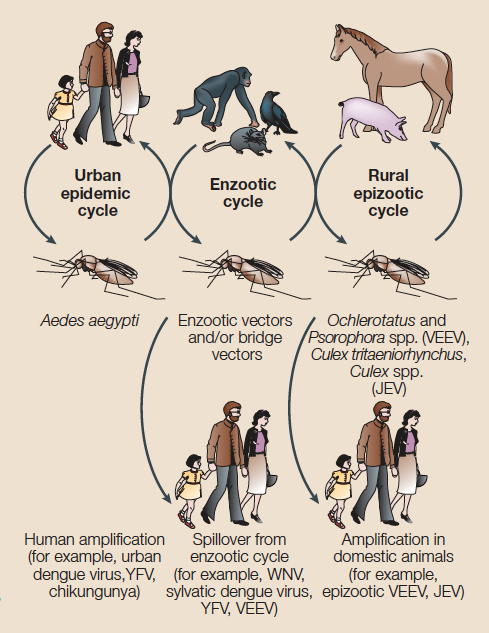 Urban
epidemic
cycle
Enzootic
cycle
Rural
epizootic
cycle
Aedes aegypti
Enzootic vectors
and/or bridge
vectors
Ochlerotatus and
Psorophora spp. (VEEV),
Culex tritaeniorhynchus,
Culex spp.
(JEV)
Human amplification
(for example, urban
dengue virus,YFV,
chikungunya)
Spillover from
enzootic cycle
(for example, WNV,
sylvatic dengue virus,
YFV, VEEV)
Amplification in
domestic animals
(for example,
epizootic VEEV, JEV)